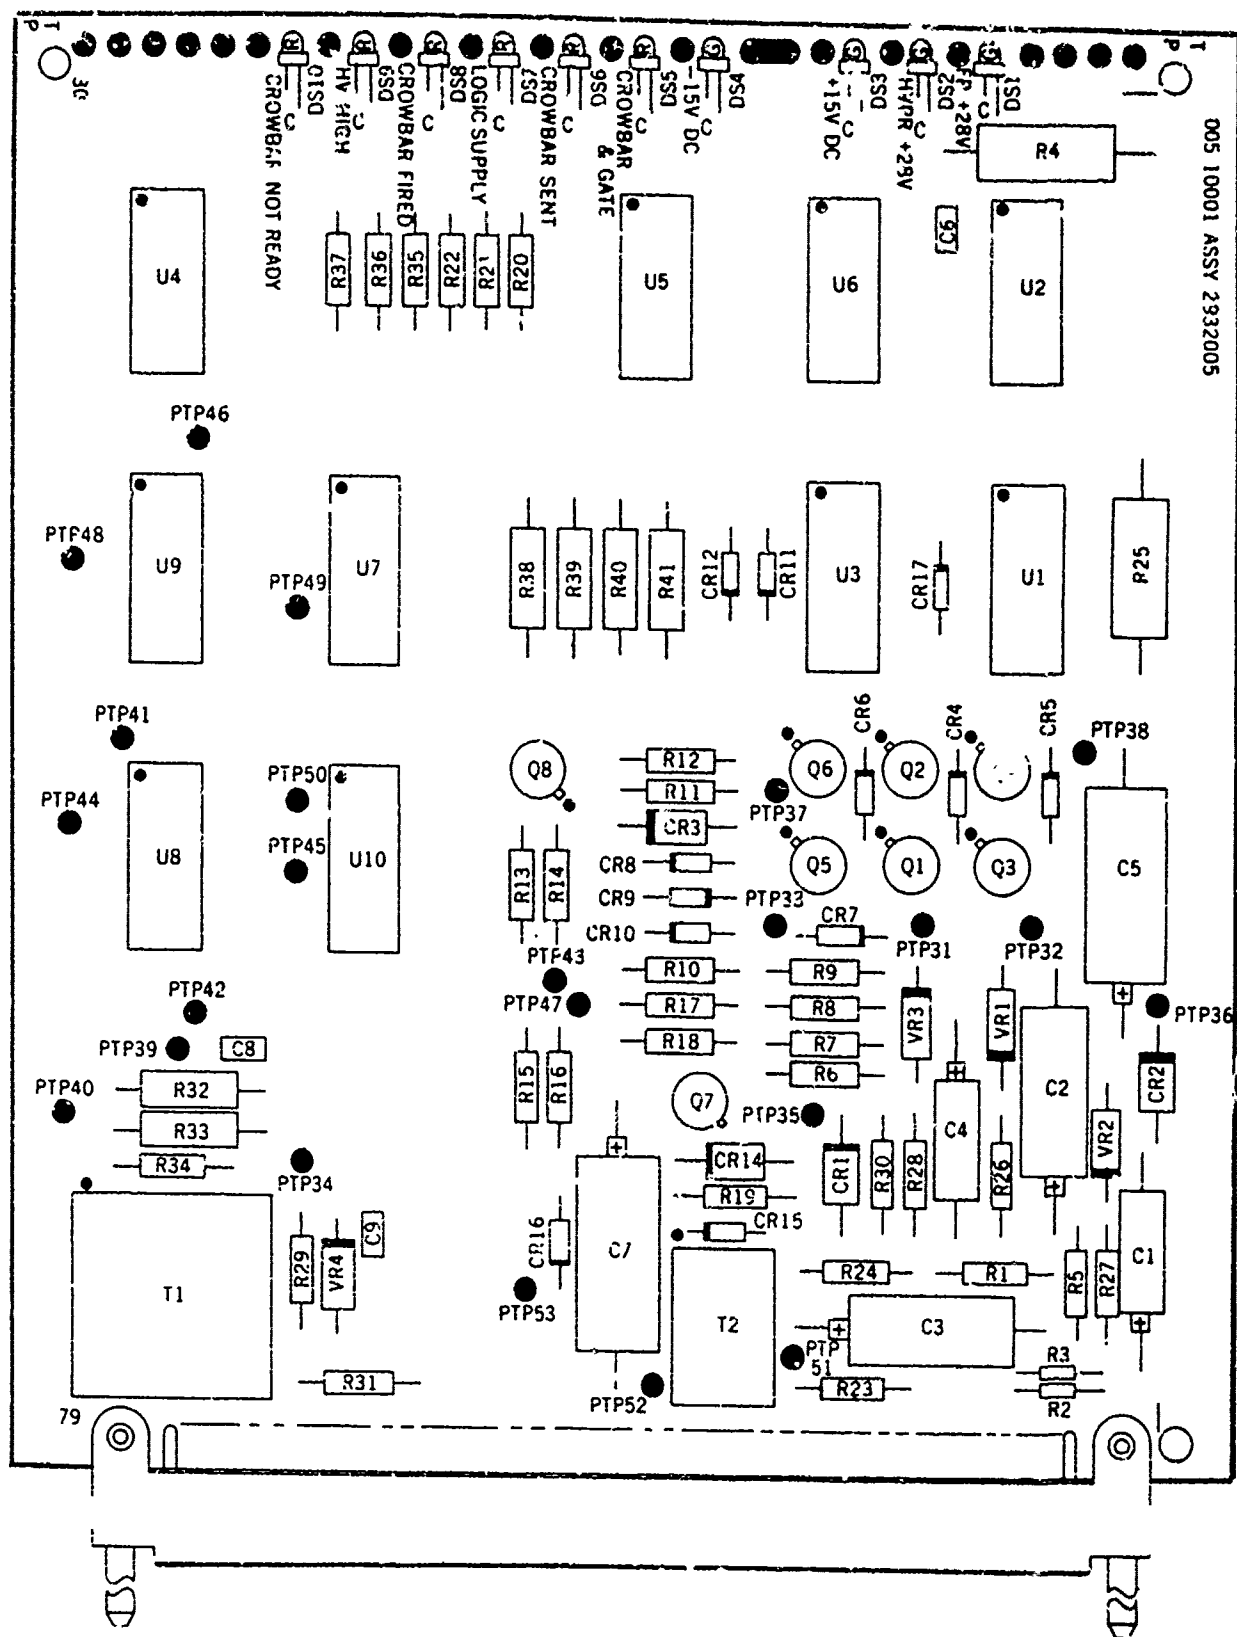 T
P
30
R
R
R
R
R
R
G
G
G
T
P
DS10
C
DS9
C
DS8
C
DS7
C
DS6
C
DS5
C
DS4
C
DS3
C
DS2
C
DS1
C
NOT READY
HV HIGH
CROWBAR FIRED
LOGIC SUPPLY
CROWBAR SENT
CROWBAR
& GATE
-15V DC
+15V DC
+28V
005 10001 ASSY 2932005
R4
C6
U4
R37
R36
R35
R22
R21
R20
U5
U6
U2
PTP46
PTP48
U9
PTP49
U7
R38
R39
R40
R41
CR12
CR11
U3
CR17
U1
R25
PTP41
PTP50
PTP44
PTP45
U8
U10
Q8
R12
R11
CR3
CR8
CR9
CR10
R13
R14
PTP37
Q6
CR6
Q2
CR4
CR5
PTP38
Q5
Q1
Q3
C5
PTP33
CR7
PTP31
PTP32
PTP43
PTP47
R10
R17
R18
R9
R8
R7
R6
VR3
VR1
PTP36
PTP42
PTP39
C8
PTP40
R32
R33
R34
PTP34
R15
R16
Q7
PTP35
C4
C2
VR2
CR2
CR14
R19
CR15
CR1
R30
R28
R26
T1
R29
VR4
C9
CR16
C7
PTP53
T2
R24
R1
R5
R27
C1
C3
PTP
51
R31
PTP52
R23
R3
R2
79